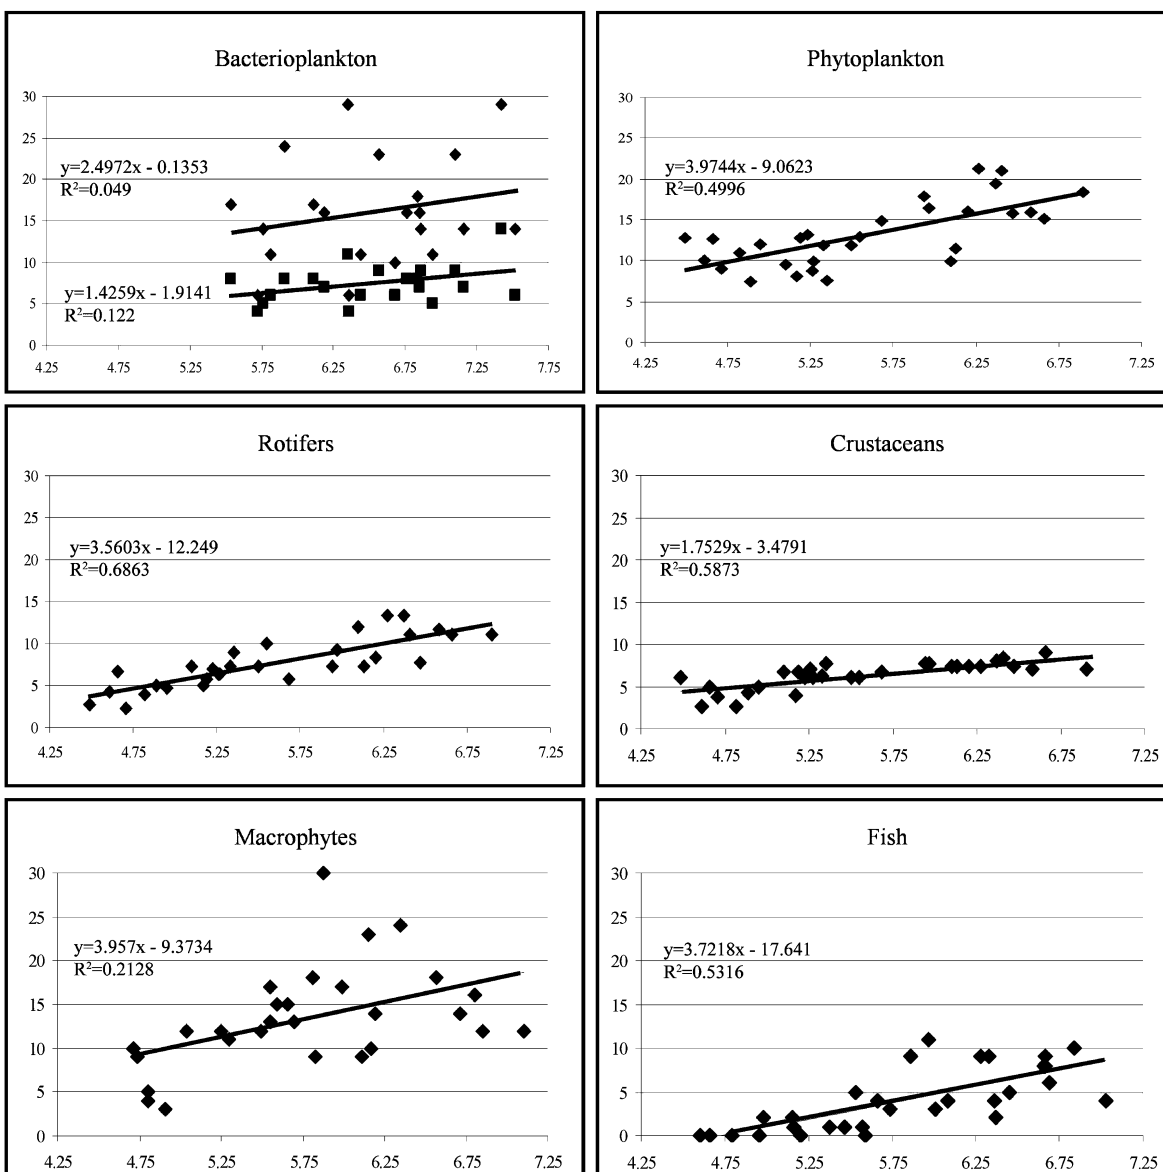 Bacterioplankton
30
25
20
15
10
5
0
y=2.4972x - 0.1353
R²=0.049
y=1.4259x - 1.9141
R²=0.122
4.25 4.75 5.25 5.75 6.25 6.75 7.25 7.75
Phytoplankton
30
25
20
15
10
5
0
y=3.9744x - 9.0623
R²=0.4996
4.25 4.75 5.25 5.75 6.25 6.75 7.25
Rotifers
30
25
20
15
10
5
0
y=3.5603x - 12.249
R²=0.6863
4.25 4.75 5.25 5.75 6.25 6.75 7.25
Crustaceans
30
25
20
15
10
5
0
y=1.7529x - 3.4791
R²=0.5873
4.25 4.75 5.25 5.75 6.25 6.75 7.25
Macrophytes
30
25
20
15
10
5
0
y=3.957x - 9.3734
R²=0.2128
4.25 4.75 5.25 5.75 6.25 6.75 7.25
Fish
30
25
20
15
10
5
0
y=3.7218x - 17.641
R²=0.5316
4.25 4.75 5.25 5.75 6.25 6.75 7.25